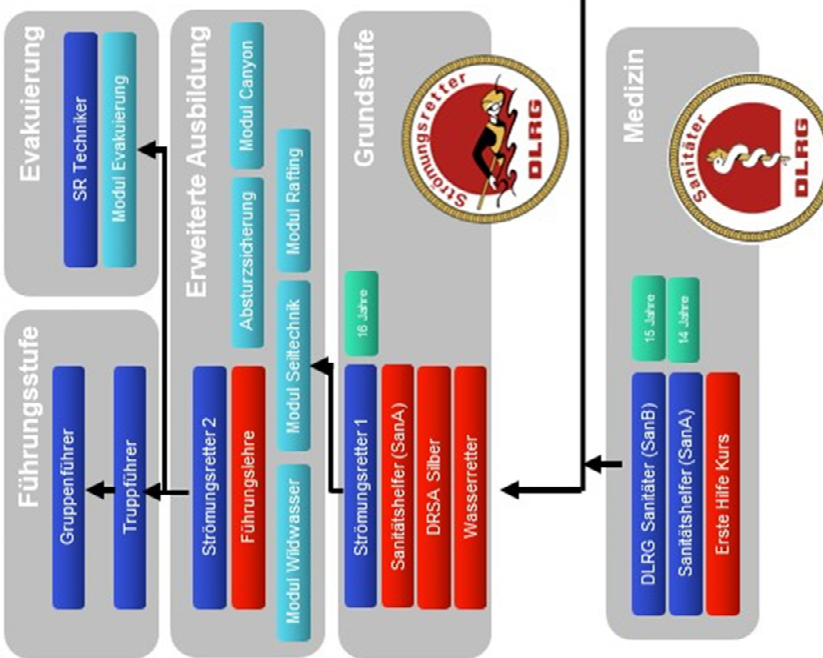 Führungsstufe
Gruppenführer
Truppführer
Evakuierung
SR Techniker
Modul Evakuierung
Erweiterte Ausbildung
Strömungsretter 2
Führungslehre
Absturzsicherung
Modul Canyon
Modul Wildwasser
Modul Seiltechnik
Modul Rafting
Grundstufe
Strömungsretter 1
16 Jahre
Sanitätshelfer (SanA)
DRSA Silber
Wasserretter
Strömungsretter
DLRG
Medizin
DLRG Sanitäter (SanB)
15 Jahre
Sanitätshelfer (SanA)
14 Jahre
Erste Hilfe Kurs
Sanitäter
DLRG